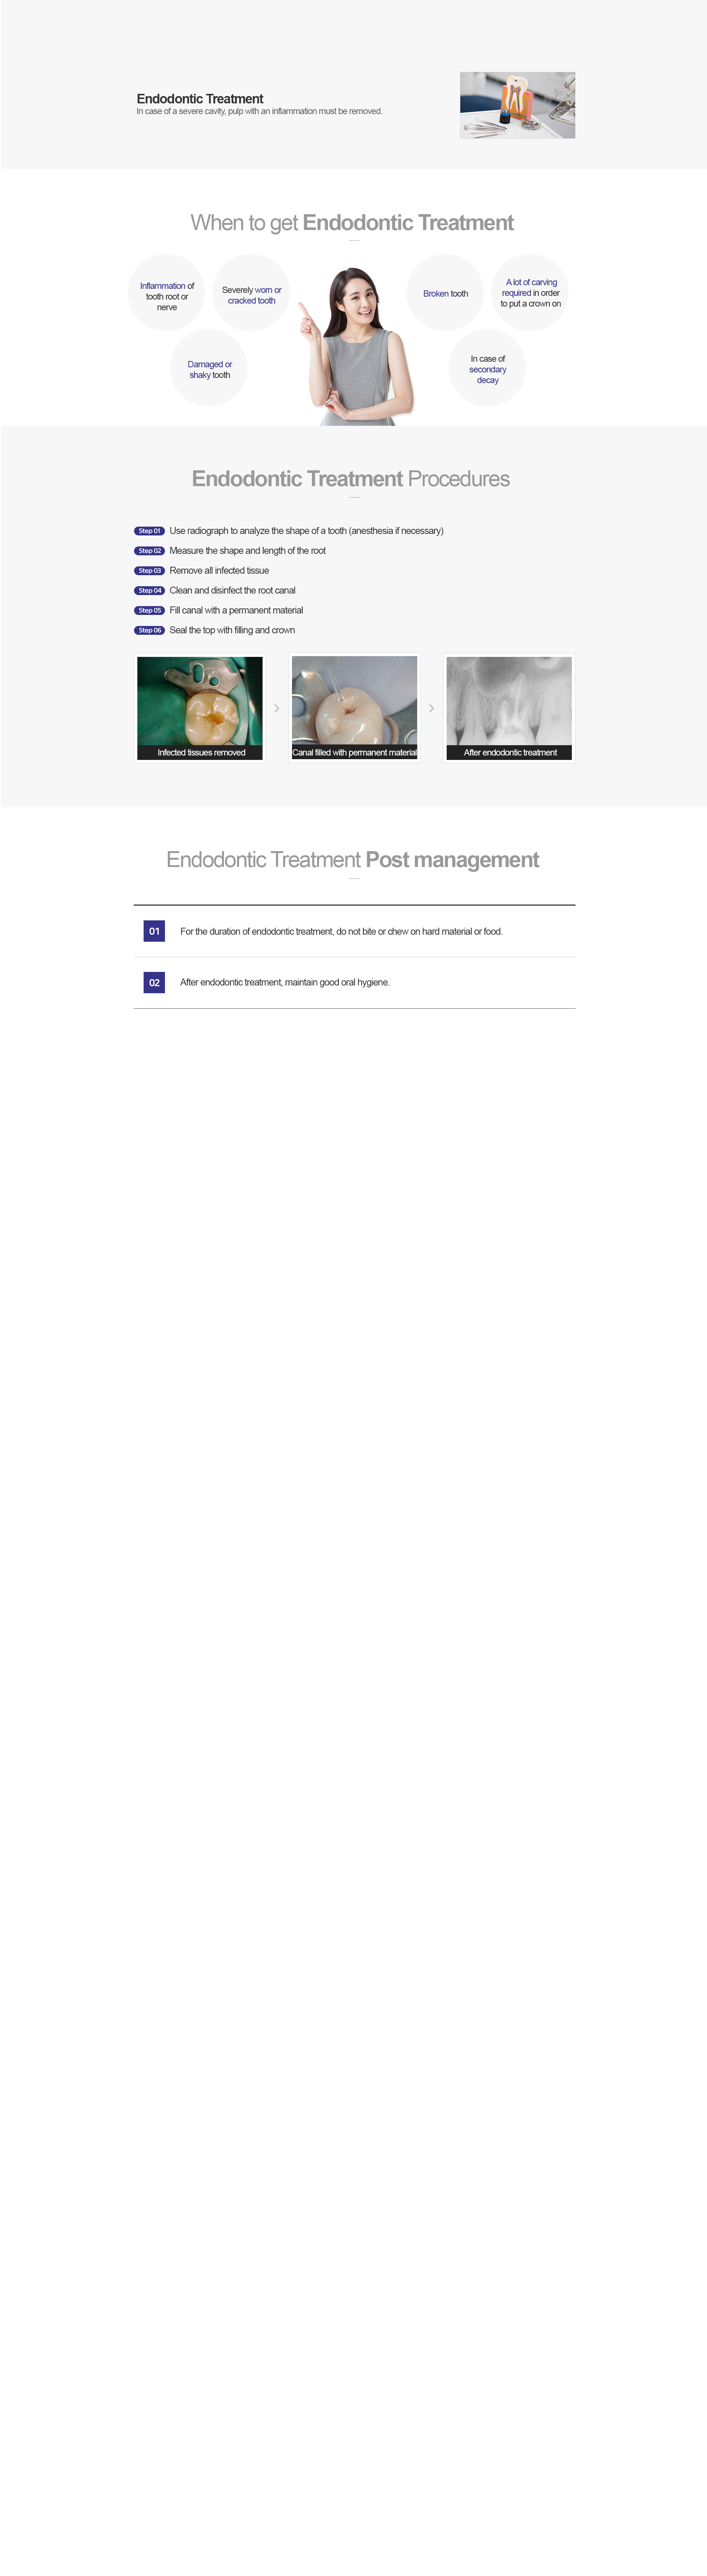 Endodontic Treatment
In case of a severe cavity, pulp with an inflammation must be removed.
When to get Endodontic Treatment
Inflammation of
tooth root or
nerve
Severely worn or
cracked tooth
Damaged or
shaky tooth
Broken tooth
A lot of carving
required in order
to put a crown on
In case of
secondary
decay
Endodontic Treatment Procedures
Step 01 Use radiograph to analyze the shape of a tooth (anesthesia if necessary)
Step 02 Measure the shape and length of the root
Step 03 Remove all infected tissue
Step 04 Clean and disinfect the root canal
Step 05 Fill canal with a permanent material
Step 06 Seal the top with filling and crown
Infected tissues removed
Canal filled with permanent material
After endodontic treatment
Endodontic Treatment Post management
01 For the duration of endodontic treatment, do not bite or chew on hard material or food.
02 After endodontic treatment, maintain good oral hygiene.